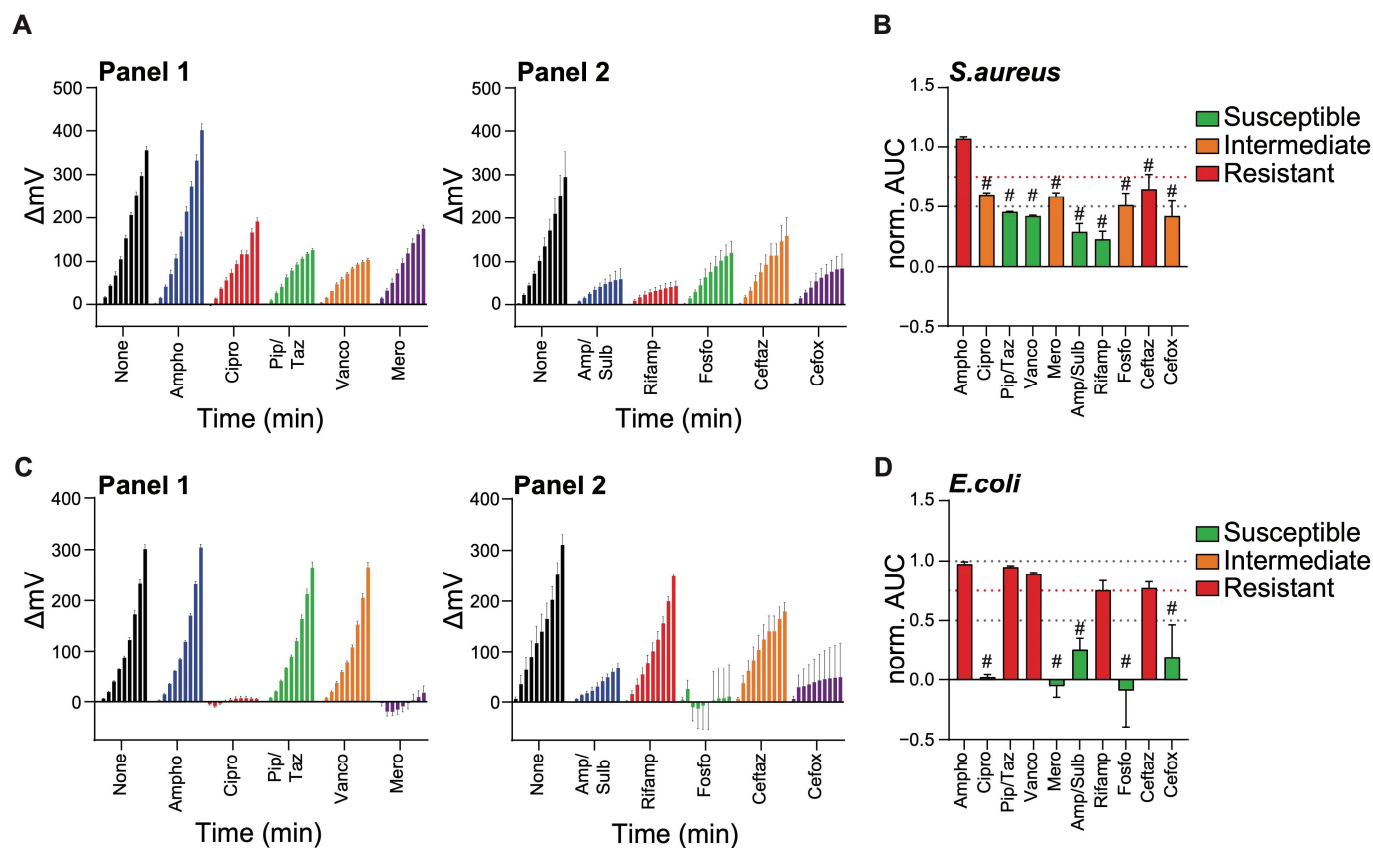 A
Panel 1
500
400
300
200
100
0
ΔmV
None
Ampho
Cipro
Pip/
Taz
Vanco
Mero
Time (min)
Panel 2
500
400
300
200
100
0
ΔmV
None
Amp/
Sulb
Rifamp
Fosfo
Ceftaz
Cefox
Time (min)
B
S.aureus
1.5
1.0
0.5
0.0
−0.5
norm. AUC
# # # # # # # # #
Ampho
Cipro
Pip/Taz
Vanco
Mero
Amp/Sulb
Rifamp
Fosfo
Ceftaz
Cefox
Susceptible
Intermediate
Resistant
C
Panel 1
400
300
200
100
0
ΔmV
None
Ampho
Cipro
Pip/
Taz
Vanco
Mero
Time (min)
Panel 2
400
300
200
100
0
ΔmV
None
Amp/
Sulb
Rifamp
Fosfo
Ceftaz
Cefox
Time (min)
D
E.coli
1.5
1.0
0.5
0.0
−0.5
norm. AUC
# # # # #
Ampho
Cipro
Pip/Taz
Vanco
Mero
Amp/Sulb
Rifamp
Fosfo
Ceftaz
Cefox
Susceptible
Intermediate
Resistant